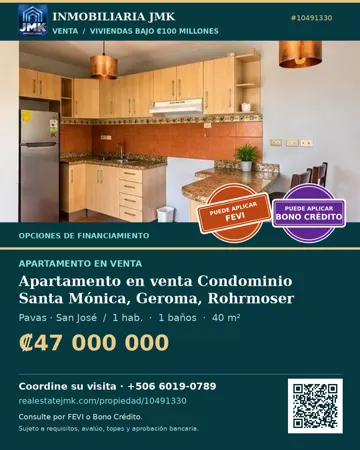 JMK
INMOBILIARIA JMK
#10491330
VENTA / VIVIENDAS BAJO ₡100 MILLONES
PUEDE APLICAR
FEVI
PUEDE APLICAR
BONO CRÉDITO
OPCIONES DE FINANCIAMIENTO
APARTAMENTO EN VENTA
Apartamento en venta Condominio
Santa Mónica, Geroma, Rohrmoser
Pavas · San José / 1 hab. · 1 baños · 40 m²
₡47 000 000
Coordine su visita · +506 6019-0789
realestatejmk.com/propiedad/10491330
Consulte por FEVI o Bono Crédito.
Sujeto a requisitos, avalúo, topes y aprobación bancaria.